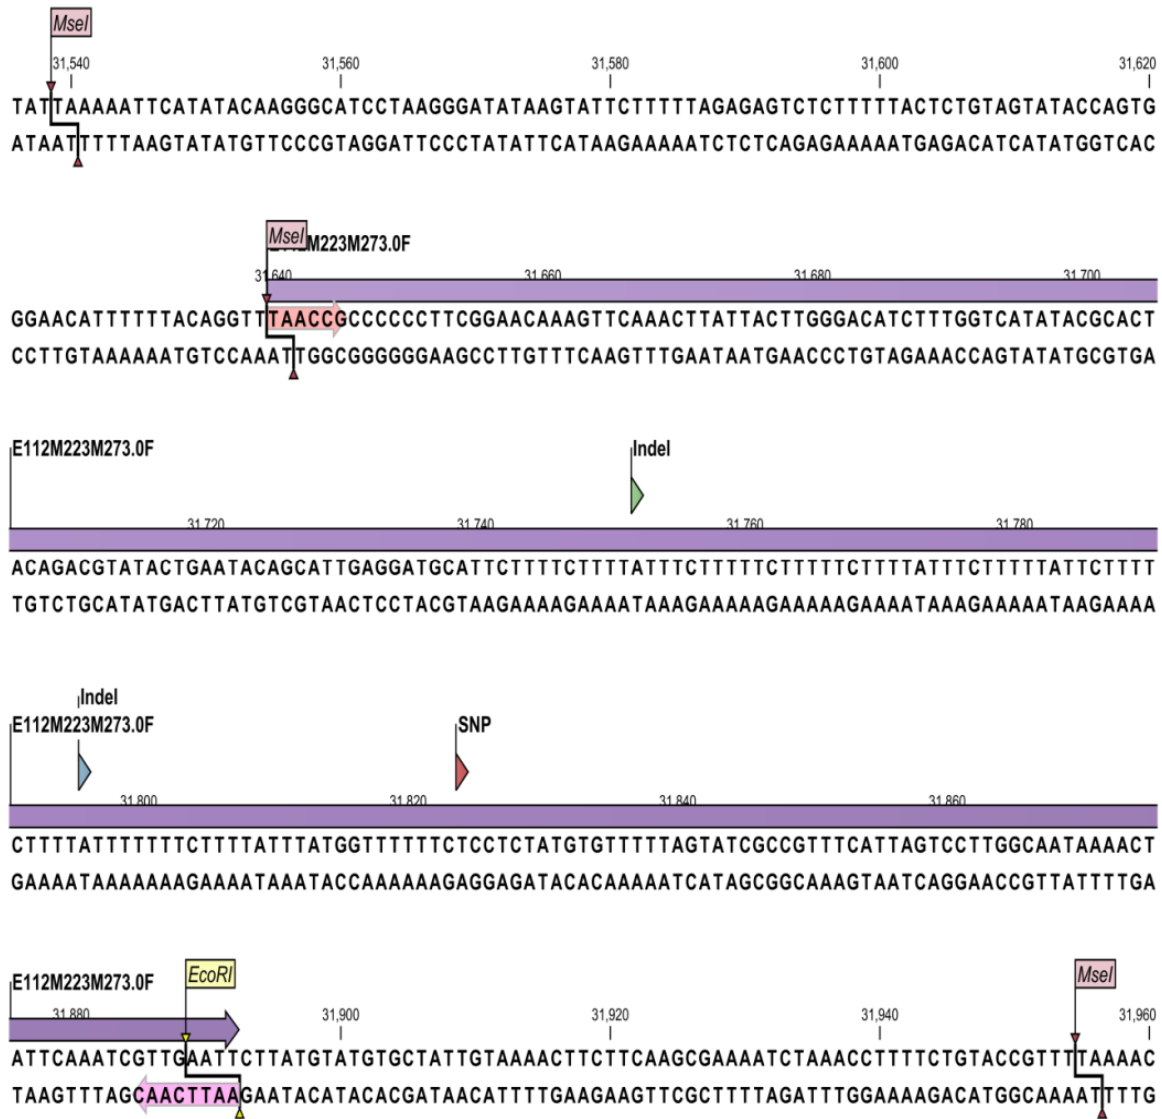 MseI
31,540 31,560 31,580 31,600 31,620
TATTAAAAATTCATATACAAGGGCATCCTAAGGGATATAAGTATTCTTTTTAGAGAGTCTCTTTTTACTCTGTAGTATACCAGTG
ATAATTTTTAAGTATATGTTCCCGTAGGATTCCCTATATTCATAAGAAAAATCTCTCAGAGAAAAATGAGACATCATATGGTCAC
MseI M223M273.0F
31,640 31,660 31,680 31,700
GGAACATTTTTTACAGGTTTAACCGCCCCCCTTCGGAACAAAGTTCAAACTTATTACTTGGGACATCTTTGGTCATATACGCACT
CCTTGTAAAAAATGTCCAAATTGGCGGGGGGAAGCCTTGTTTCAAGTTTGAATAATGAACCCTGTAGAAACCAGTATATGCGTGA
E112M223M273.0F Indel
31,720 31,740 31,760 31,780
ACAGACGTATACTGAATACAGCATTGAGGATGCATTCTTTTCTTTTATTTCTTTTTCTTTTTCTTTTATTTCTTTTTATTCTTTT
TGTCTGCATATGACTTATGTCGTAACTCCTACGTAAGAAAAGAAAATAAAGAAAAAGAAAAAGAAAATAAAGAAAAATAAGAAAA
Indel
E112M223M273.0F SNP
31,800 31,820 31,840 31,860
CTTTTATTTTTTTCTTTTATTTATGGTTTTTTCTCCTCTATGTGTTTTTAGTATCGCCGTTTCATTAGTCCTTGGCAATAAAACT
GAAAATAAAAAAAGAAAATAAATACCAAAAAAGAGGAGATACACAAAAATCATAGCGGCAAAGTAATCAGGAACCGTTATTTTGA
E112M223M273.0F EcoRI MseI
31,880 31,900 31,920 31,940 31,960
ATTCAAATCGTTGAATTCTTATGTATGTGCTATTGTAAAACTTCTTCAAGCGAAAATCTAAACCTTTTCTGTACCGTTTTAAAAC
TAAGTTTAGCAACTTAAGAATACATACACGATAACATTTTGAAGAAGTTCGCTTTTAGATTTGGAAAAGACATGGCAAAATTTTG